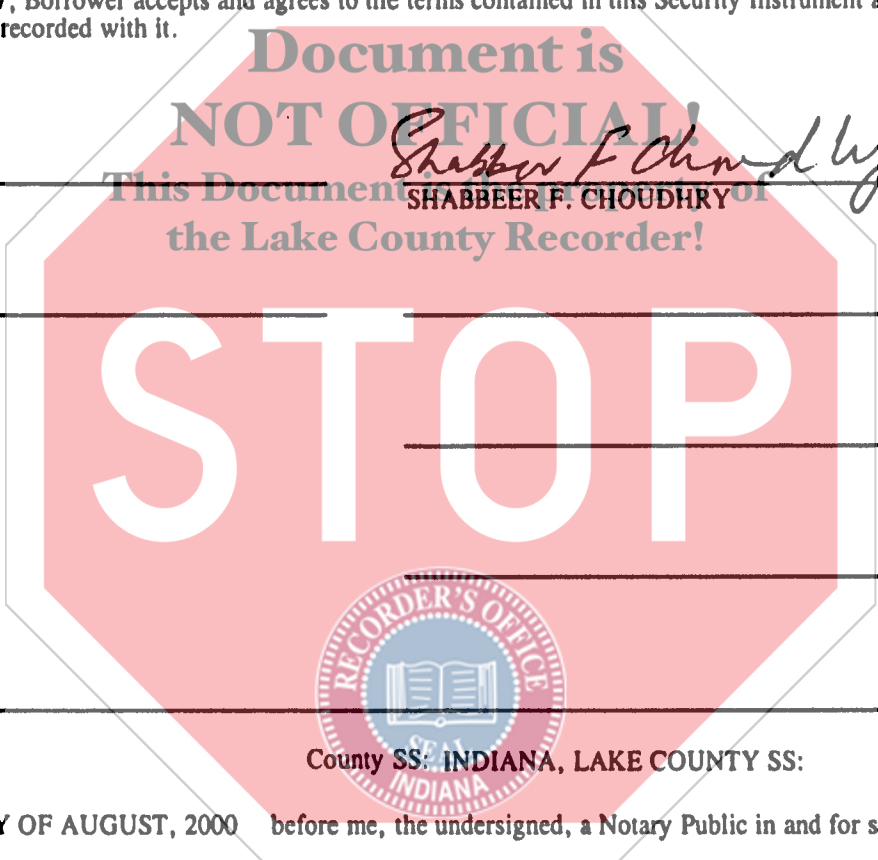 , Borrower accepts and agrees to the terms contained in this Security Instrument
recorded with it.
Document is
NOT OFFICIAL!
Shabbeer F Choudhry
This Document is the property of
SHABBEER F. CHOUDHRY
the Lake County Recorder!
STOP
RECORDER'S OFFICE
SEAL
INDIANA
County SS: INDIANA, LAKE COUNTY SS:
Y OF AUGUST, 2000 before me, the undersigned, a Notary Public in and for s